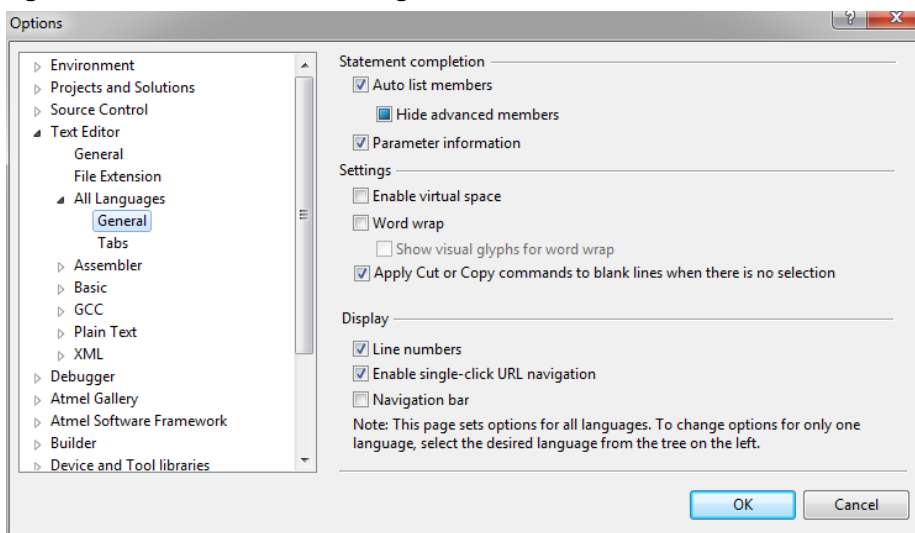 Options
Environment
Projects and Solutions
Source Control
Text Editor
General
File Extension
All Languages
General
Tabs
Assembler
Basic
GCC
Plain Text
XML
Debugger
Atmel Gallery
Atmel Software Framework
Builder
Device and Tool libraries
Statement completion
Auto list members
Hide advanced members
Parameter information
Settings
Enable virtual space
Word wrap
Show visual glyphs for word wrap
Apply Cut or Copy commands to blank lines when there is no selection
Display
Line numbers
Enable single-click URL navigation
Navigation bar
Note: This page sets options for all languages. To change options for only one
language, select the desired language from the tree on the left.
OK
Cancel